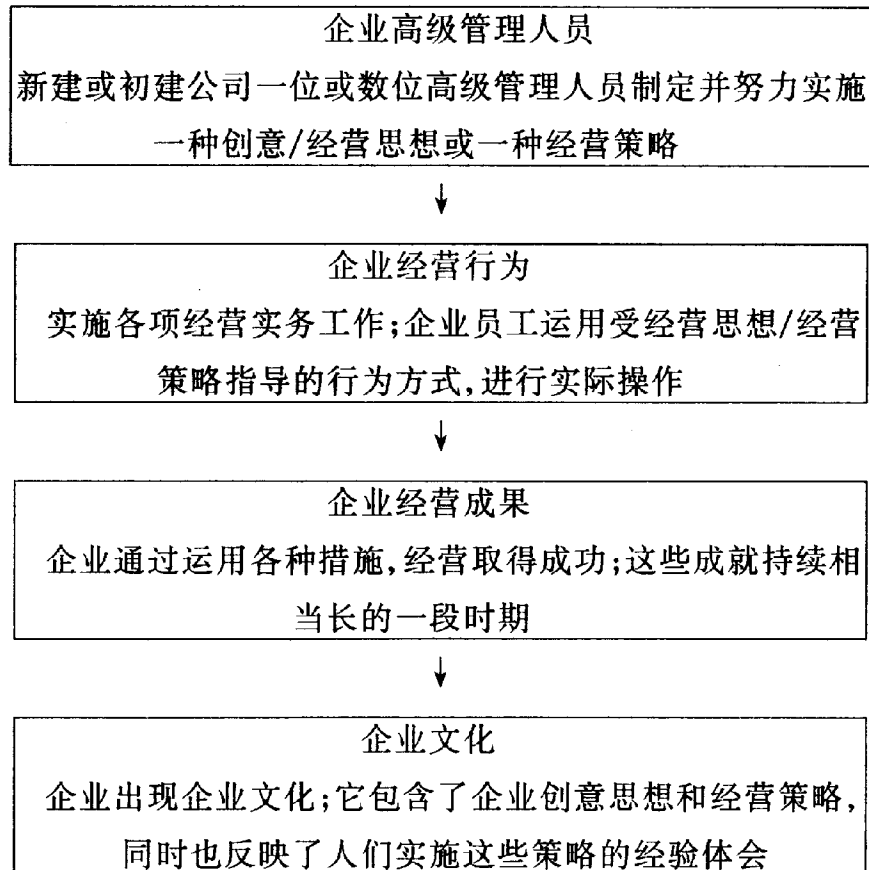 企业高级管理人员
新建或初建公司一位或数位高级管理人员制定并努力实施
一种创意/经营思想或一种经营策略
↓
企业经营行为
实施各项经营实务工作;企业员工运用受经营思想/经营
策略指导的行为方式,进行实际操作
↓
企业经营成果
企业通过运用各种措施,经营取得成功;这些成就持续相
当长的一段时期
↓
企业文化
企业出现企业文化;它包含了企业创意思想和经营策略,
同时也反映了人们实施这些策略的经验体会